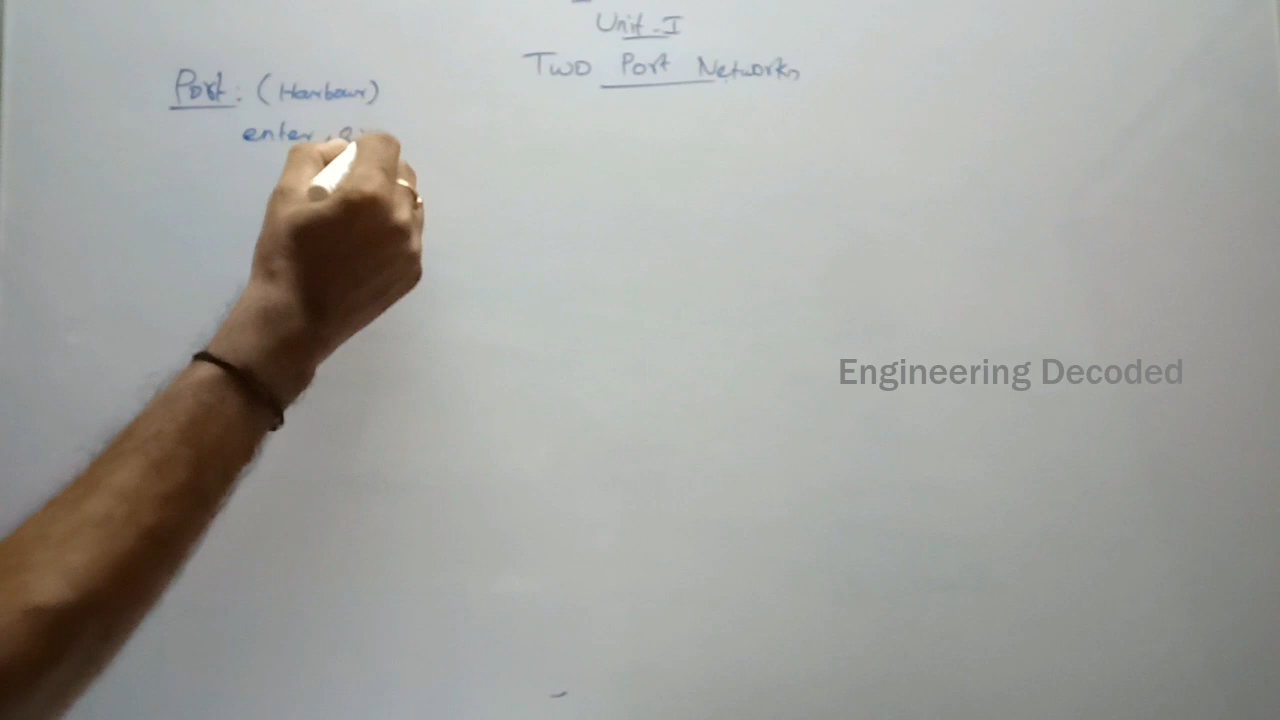 Unit-I
Two Port Networks
Port: (Harbour)
enter,
Engineering Decoded